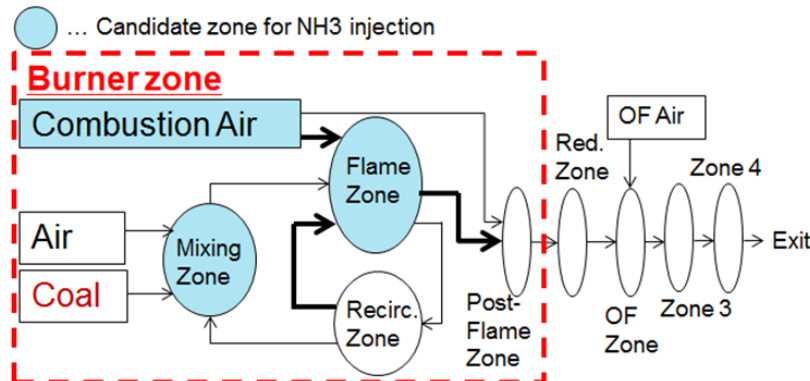 ... Candidate zone for NH3 injection
Burner zone
Combustion Air
OF Air
Flame
Zone
Red.
Zone
Zone 4
Air
Mixing
Zone
Coal
Recirc.
Zone
Post-
Flame
Zone
OF
Zone
Zone 3
Exit